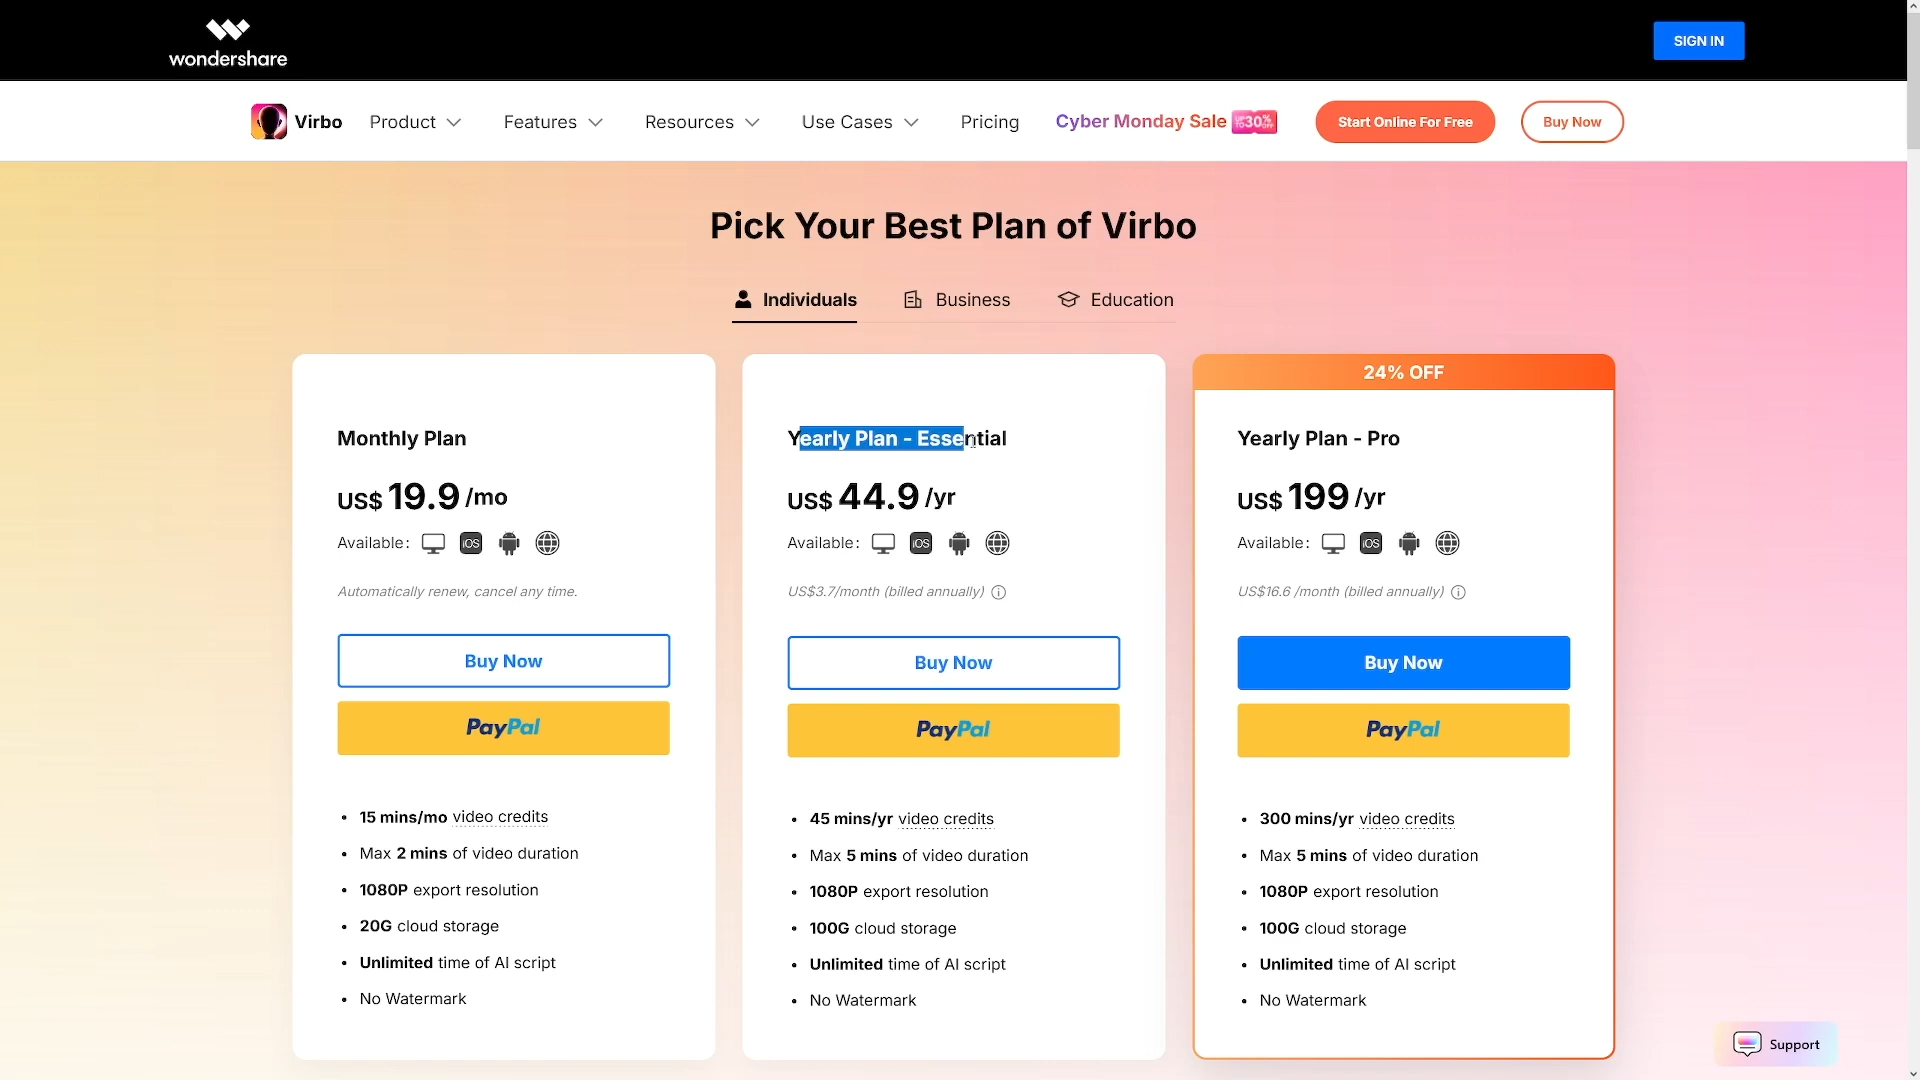 wondershare
SIGN IN
Virbo
Product
Features
Resources
Use Cases
Pricing
Cyber Monday Sale
UP TO 30% OFF
Start Online For Free
Buy Now
Pick Your Best Plan of Virbo
Individuals
Business
Education
Monthly Plan
US$ 19.9 /mo
Available: iOS
Automatically renew, cancel any time.
Buy Now
PayPal
• 15 mins/mo video credits
• Max 2 mins of video duration
• 1080P export resolution
• 20G cloud storage
• Unlimited time of AI script
• No Watermark
Yearly Plan - Essential
US$ 44.9 /yr
Available: iOS
US$3.7/month (billed annually)
Buy Now
PayPal
• 45 mins/yr video credits
• Max 5 mins of video duration
• 1080P export resolution
• 100G cloud storage
• Unlimited time of AI script
• No Watermark
24% OFF
Yearly Plan - Pro
US$ 199 /yr
Available: iOS
US$16.6 /month (billed annually)
Buy Now
PayPal
• 300 mins/yr video credits
• Max 5 mins of video duration
• 1080P export resolution
• 100G cloud storage
• Unlimited time of AI script
• No Watermark
Support